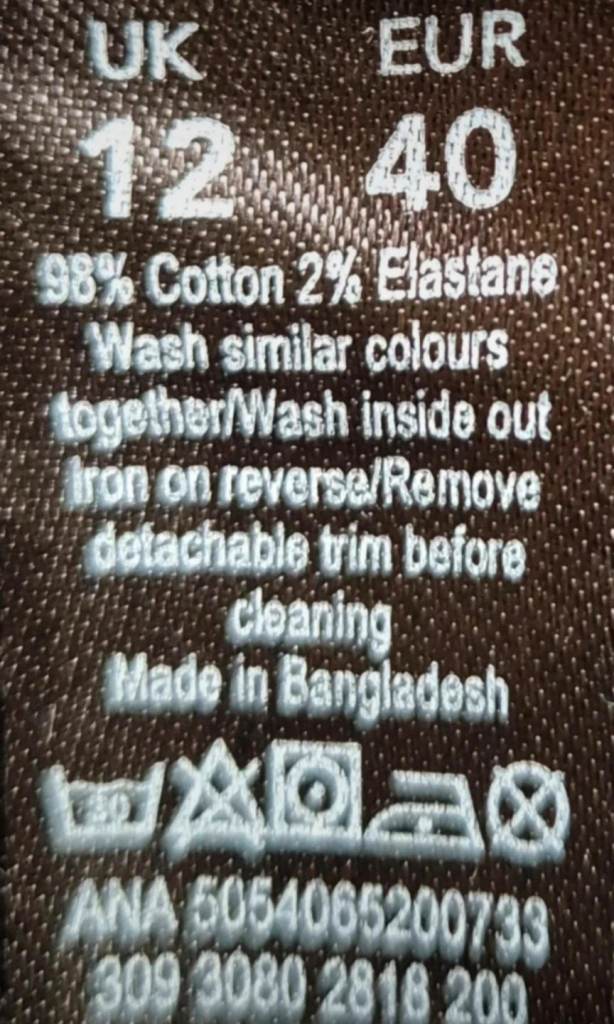 UK EUR
12 40
98% Cotton 2% Elastane
Wash similar colours
together/Wash inside out
Iron on reverse/Remove
detachable trim before
cleaning
Made in Bangladesh
ANA 5054065200733
309 3080 2818 200